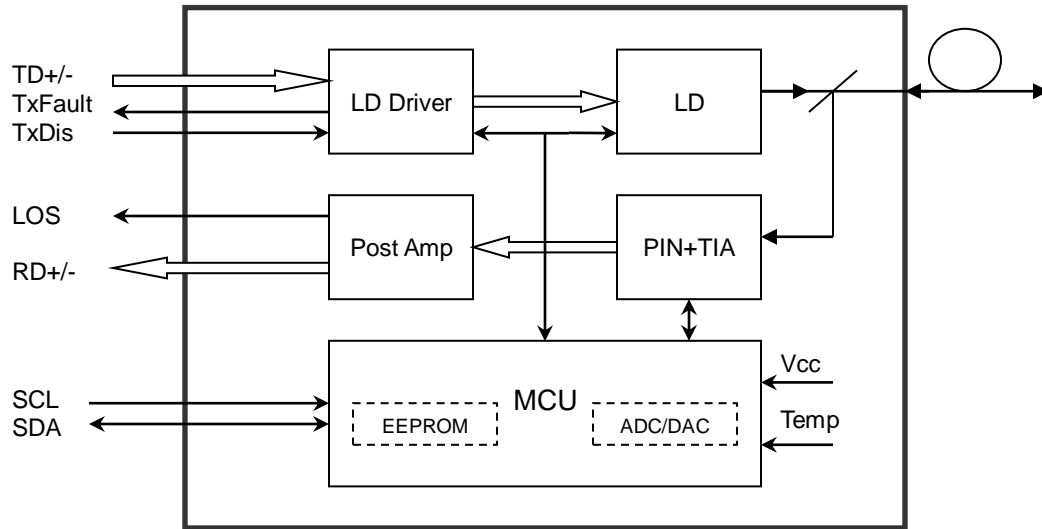 TD+/-
TxFault
TxDis
LD Driver
LD
LOS
RD+/-
Post Amp
PIN+TIA
SCL
SDA
MCU
EEPROM
ADC/DAC
Vcc
Temp